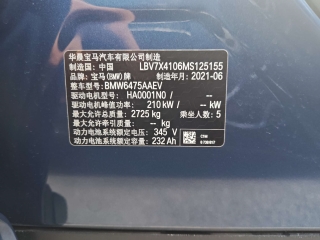 华晨宝马汽车有限公司制造
制造国：中国 LBV7X4106MS125155
品牌：宝马(BMW)牌 制造年月：2021-06
整车型号：BMW6475AAEV
驱动电机型号：HA0001N0 / —
驱动电机峰值功率：210 kW / — kW
最大允许总质量：2725 kg 乘坐人数：5
动力电池系统额定电压：345 V
动力电池系统额定容量：232 Ah